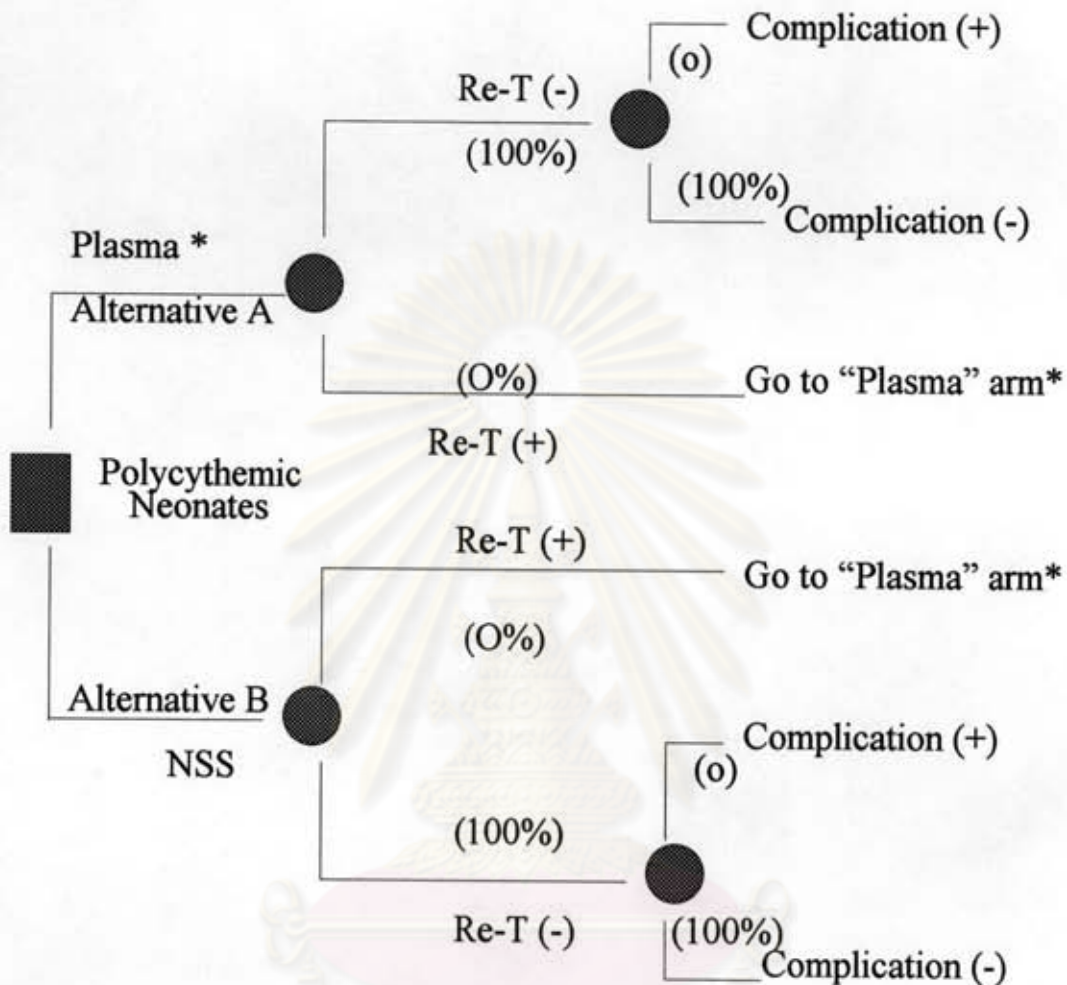 Complication (+)
(o)
Re-T (-)
(100%)
(100%)
Complication (-)
Plasma *
Alternative A
(O%)
Go to “Plasma” arm*
Re-T (+)
Polycythemic
Neonates
Re-T (+)
Go to “Plasma” arm*
(O%)
Alternative B
NSS
Complication (+)
(o)
(100%)
Re-T (-)
(100%)
Complication (-)